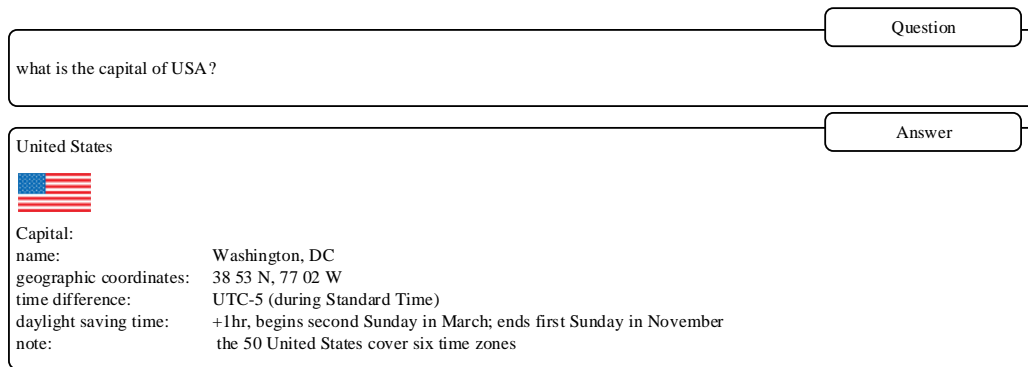 Question
what is the capital of USA?
Answer
United States
Capital:
name: Washington, DC
geographic coordinates: 38 53 N, 77 02 W
time difference: UTC-5 (during Standard Time)
daylight saving time: +1hr, begins second Sunday in March; ends first Sunday in November
note: the 50 United States cover six time zones